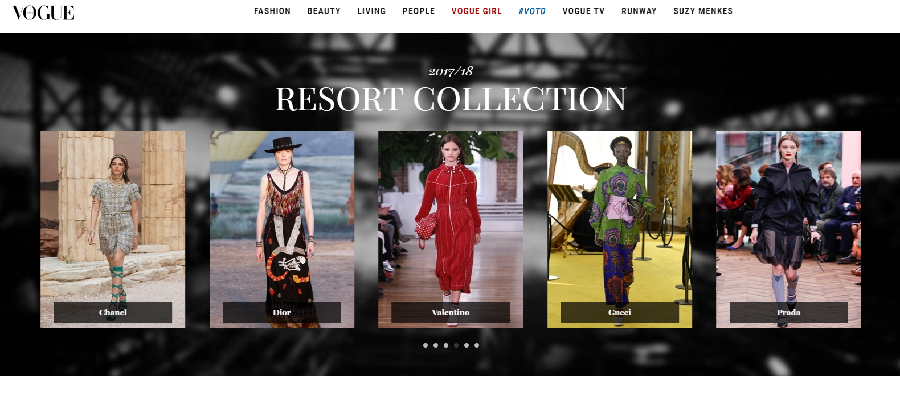 VOGUE
FASHION BEAUTY LIVING PEOPLE VOGUE GIRL #VOTD VOGUE TV RUNWAY SUZY MENKES
2017/18
RESORT COLLECTION
Chanel Dior Valentino Gucci Prada